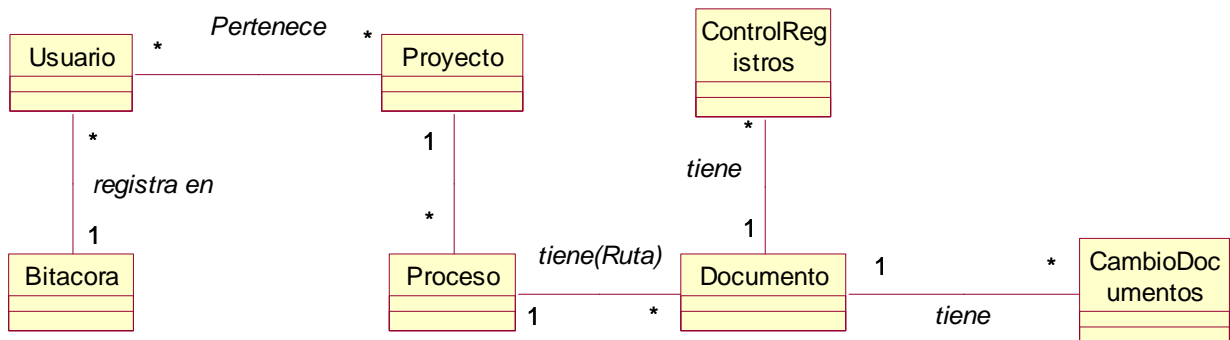 Pertenece
Usuario
*
*
Proyecto
ControlReg
istros
*
registra en
1
1
*
*
tiene
1
Bitacora
Proceso
tiene(Ruta)
1
*
Documento
1
*
tiene
CambioDoc
umentos